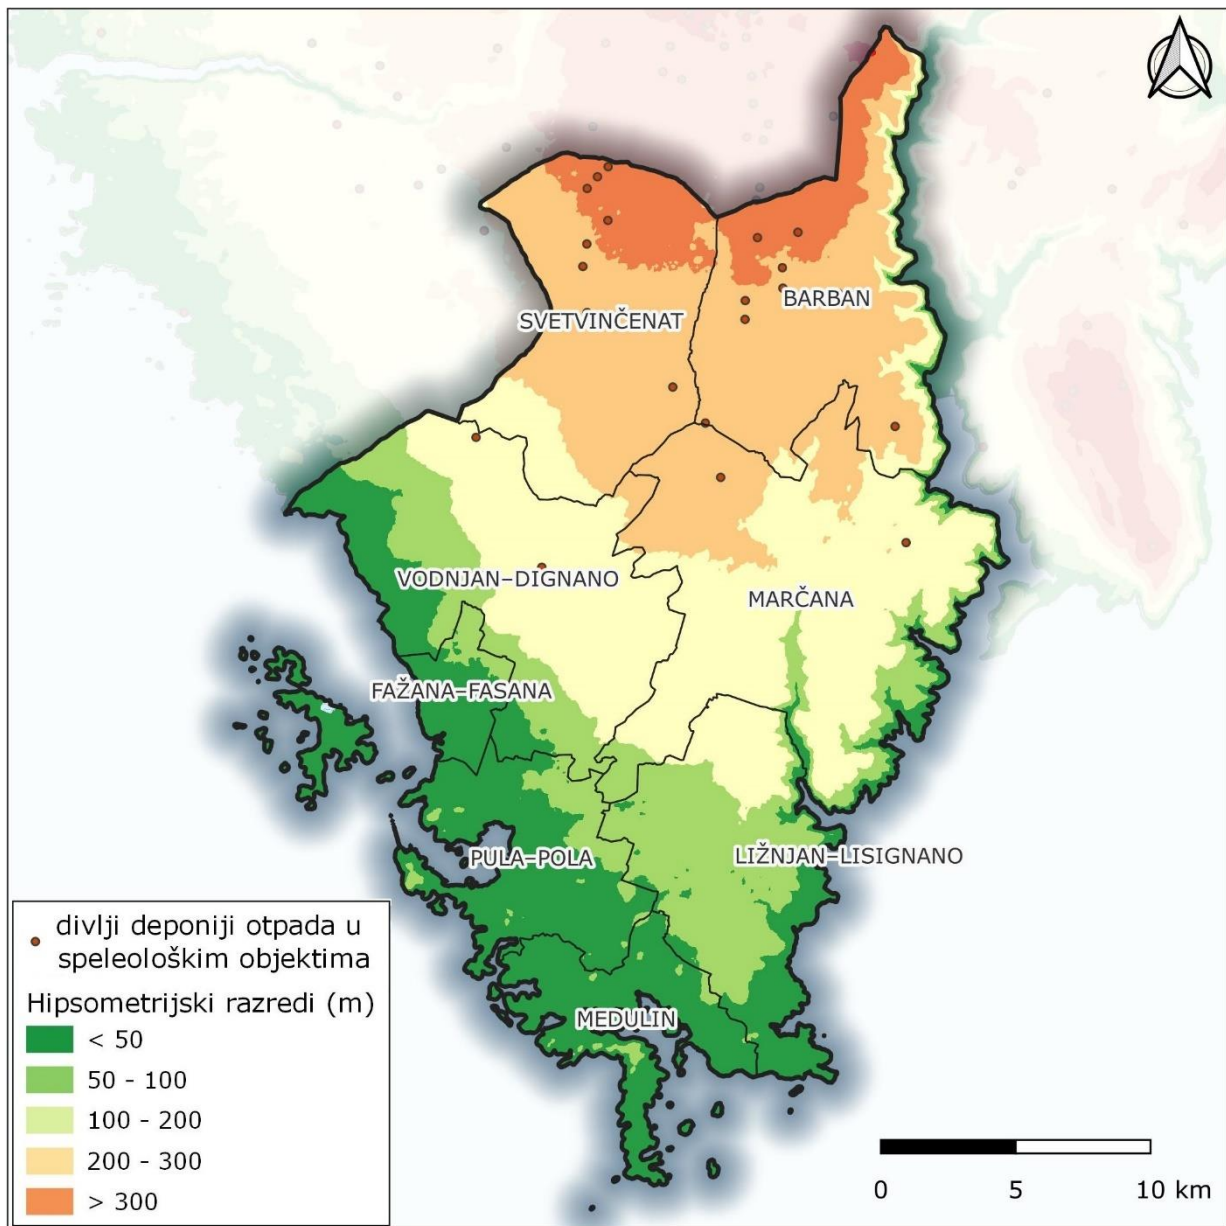 BARBAN
SVETVINČENAT
VODNJAN–DIGNANO
MARČANA
FAŽANA–FASANA
PULA–POLA
LIŽNJAN–LISIGNANO
MEDULIN
divlji deponiji otpada u
speleološkim objektima
Hipsometrijski razredi (m)
< 50
50 - 100
100 - 200
200 - 300
> 300
0 5 10 km